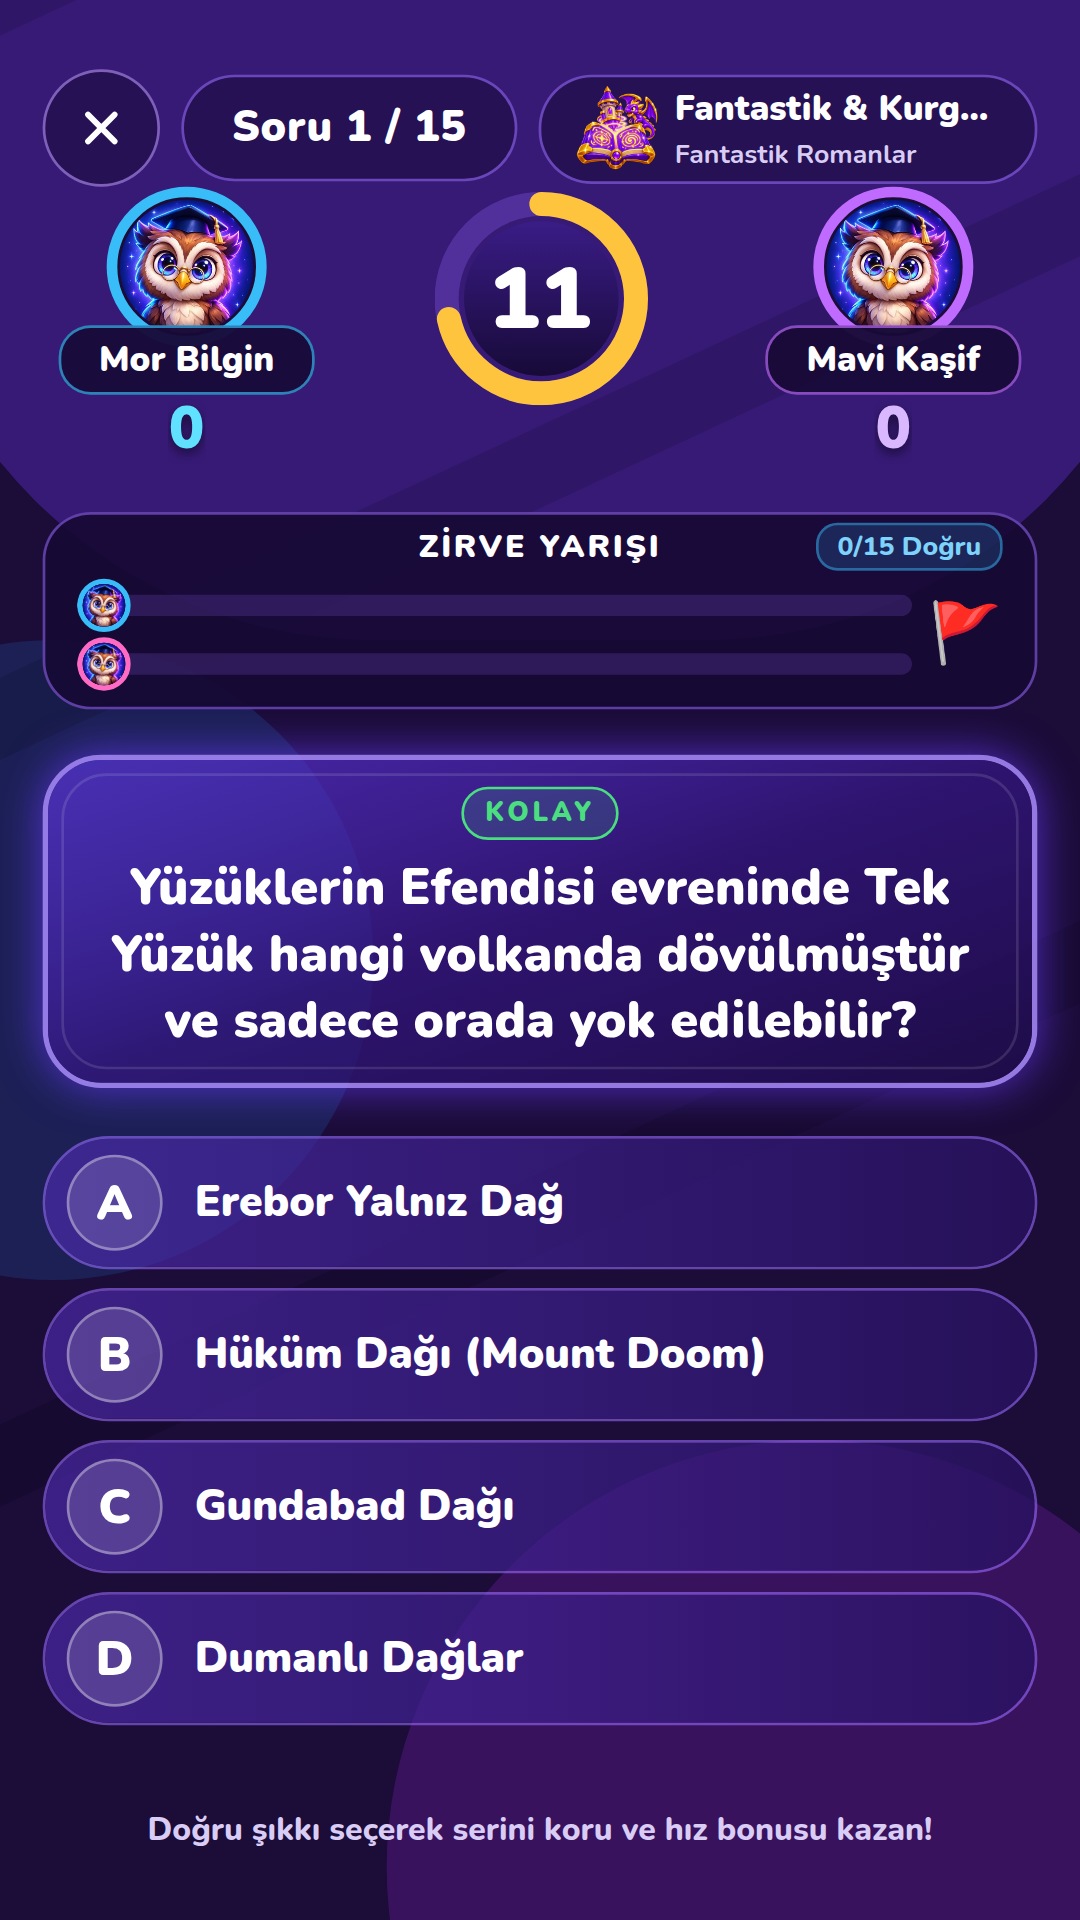 Soru 1 / 15
Fantastik & Kurg...
Fantastik Romanlar
11
Mor Bilgin
0
Mavi Kaşif
0
ZİRVE YARIŞI
0/15 Doğru
KOLAY
Yüzüklerin Efendisi evreninde Tek
Yüzük hangi volkanda dövülmüştür
ve sadece orada yok edilebilir?
A
Erebor Yalnız Dağ
B
Hüküm Dağı (Mount Doom)
C
Gundabad Dağı
D
Dumanlı Dağlar
Doğru şıkkı seçerek serini koru ve hız bonusu kazan!